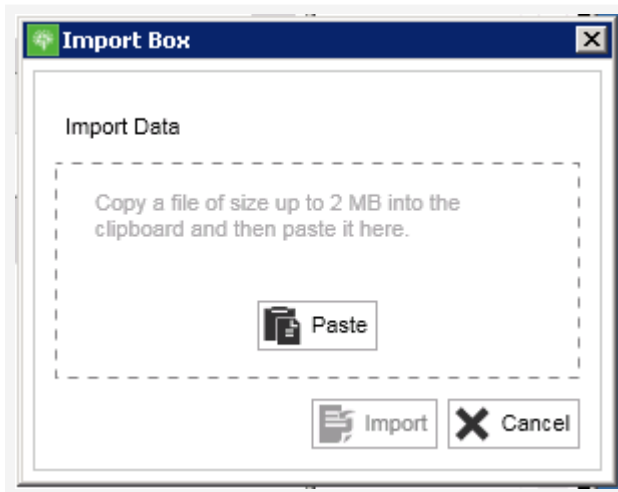 Import Box
Import Data
Copy a file of size up to 2 MB into the
clipboard and then paste it here.
Paste
Import
Cancel